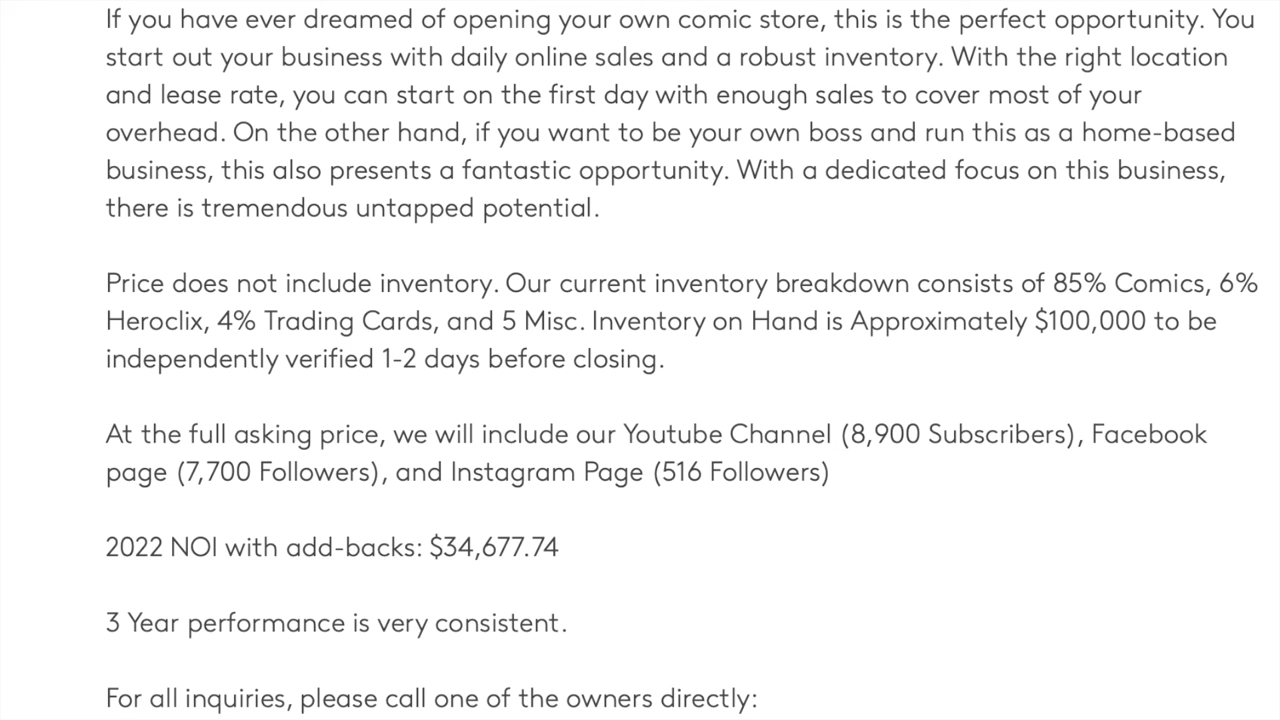 If you have ever dreamed of opening your own comic store, this is the perfect opportunity. You
start out your business with daily online sales and a robust inventory. With the right location
and lease rate, you can start on the first day with enough sales to cover most of your
overhead. On the other hand, if you want to be your own boss and run this as a home-based
business, this also presents a fantastic opportunity. With a dedicated focus on this business,
there is tremendous untapped potential.
Price does not include inventory. Our current inventory breakdown consists of 85% Comics, 6%
Heroclix, 4% Trading Cards, and 5 Misc. Inventory on Hand is Approximately $100,000 to be
independently verified 1-2 days before closing.
At the full asking price, we will include our Youtube Channel (8,900 Subscribers), Facebook
page (7,700 Followers), and Instagram Page (516 Followers)
2022 NOI with add-backs: $34,677.74
3 Year performance is very consistent.
For all inquiries, please call one of the owners directly: